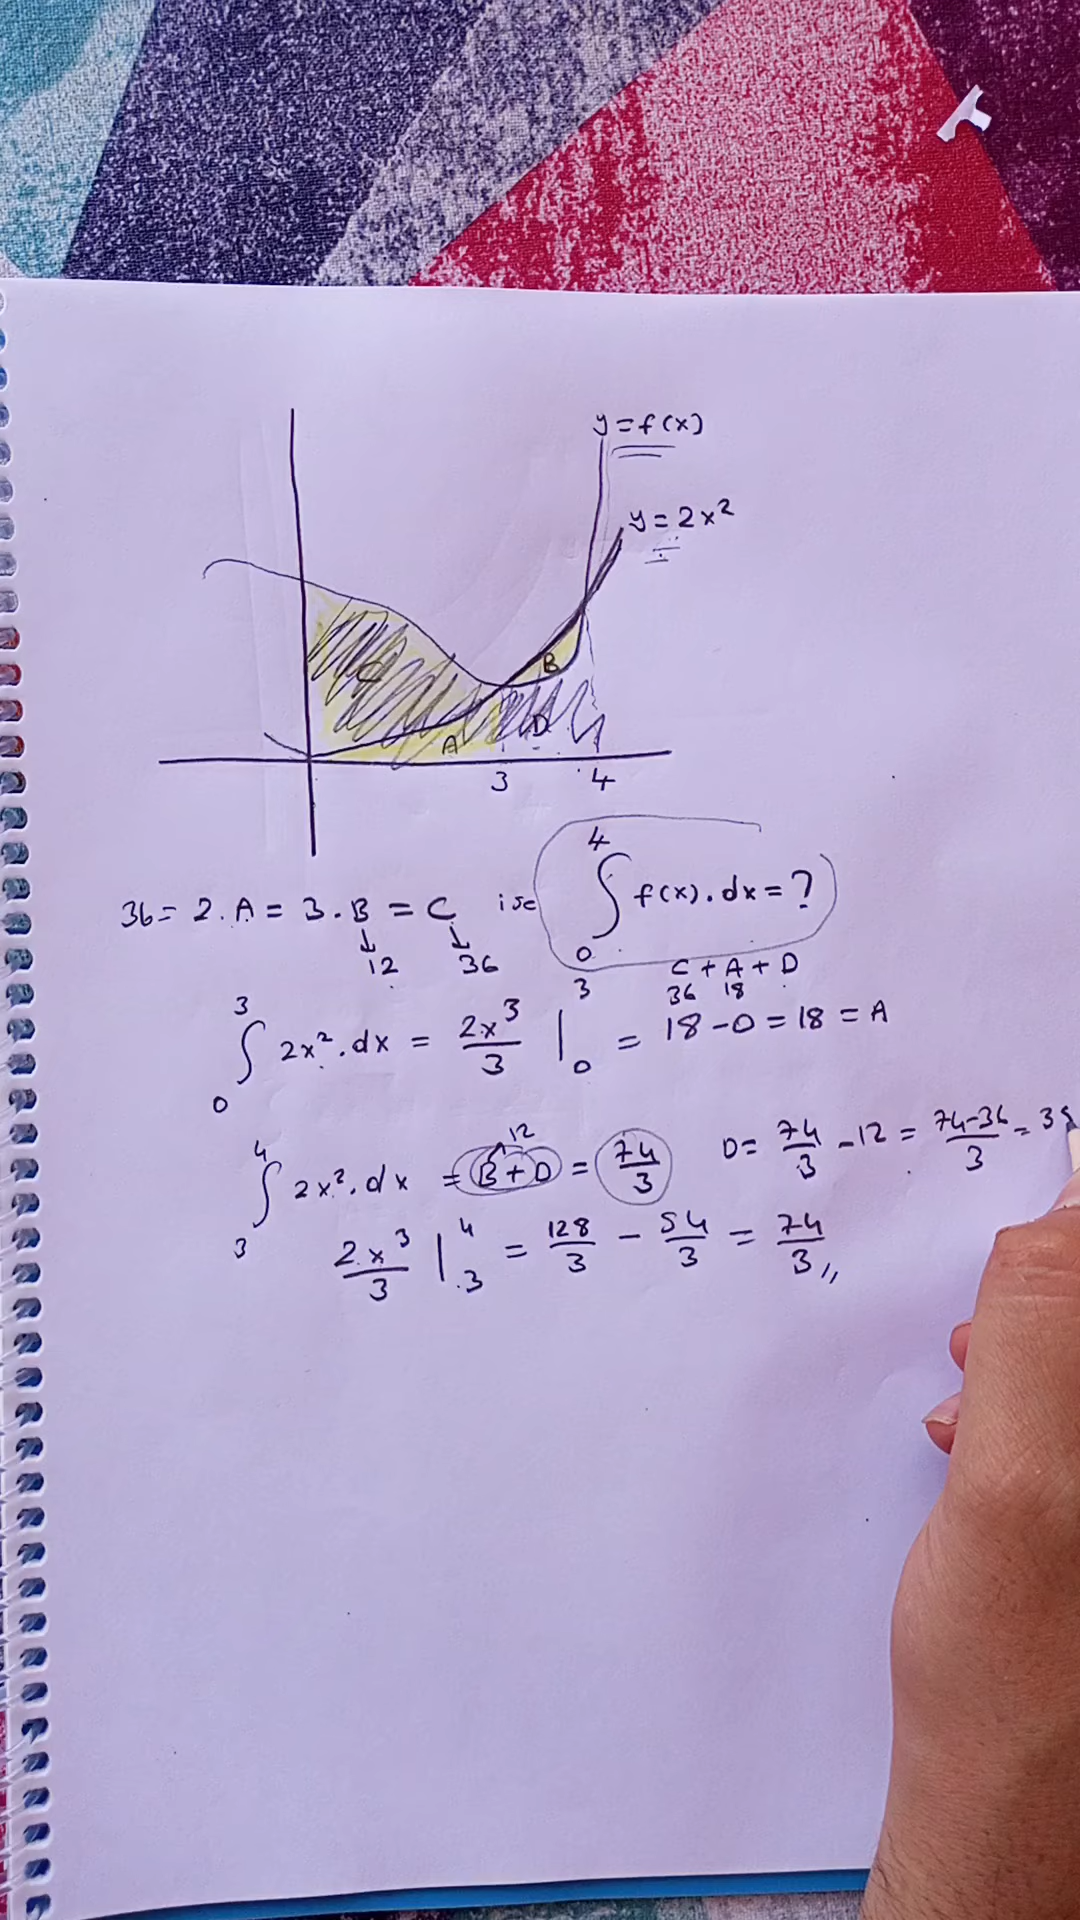 y = f(x)
y = 2x²
C
B
A
D
3
4
36 = 2.A = 3.B = C ise ∫₀⁴ f(x).dx = ?
12 36
C + A + D
36 18
∫₀³ 2x².dx = 2x³/3 |₀³ = 18 - 0 = 18 = A
12
∫₃⁴ 2x².dx = B + D = 74/3 D = 74/3 - 12 = 74-36/3 = 38
2x³/3 |₃⁴ = 128/3 - 54/3 = 74/3 //